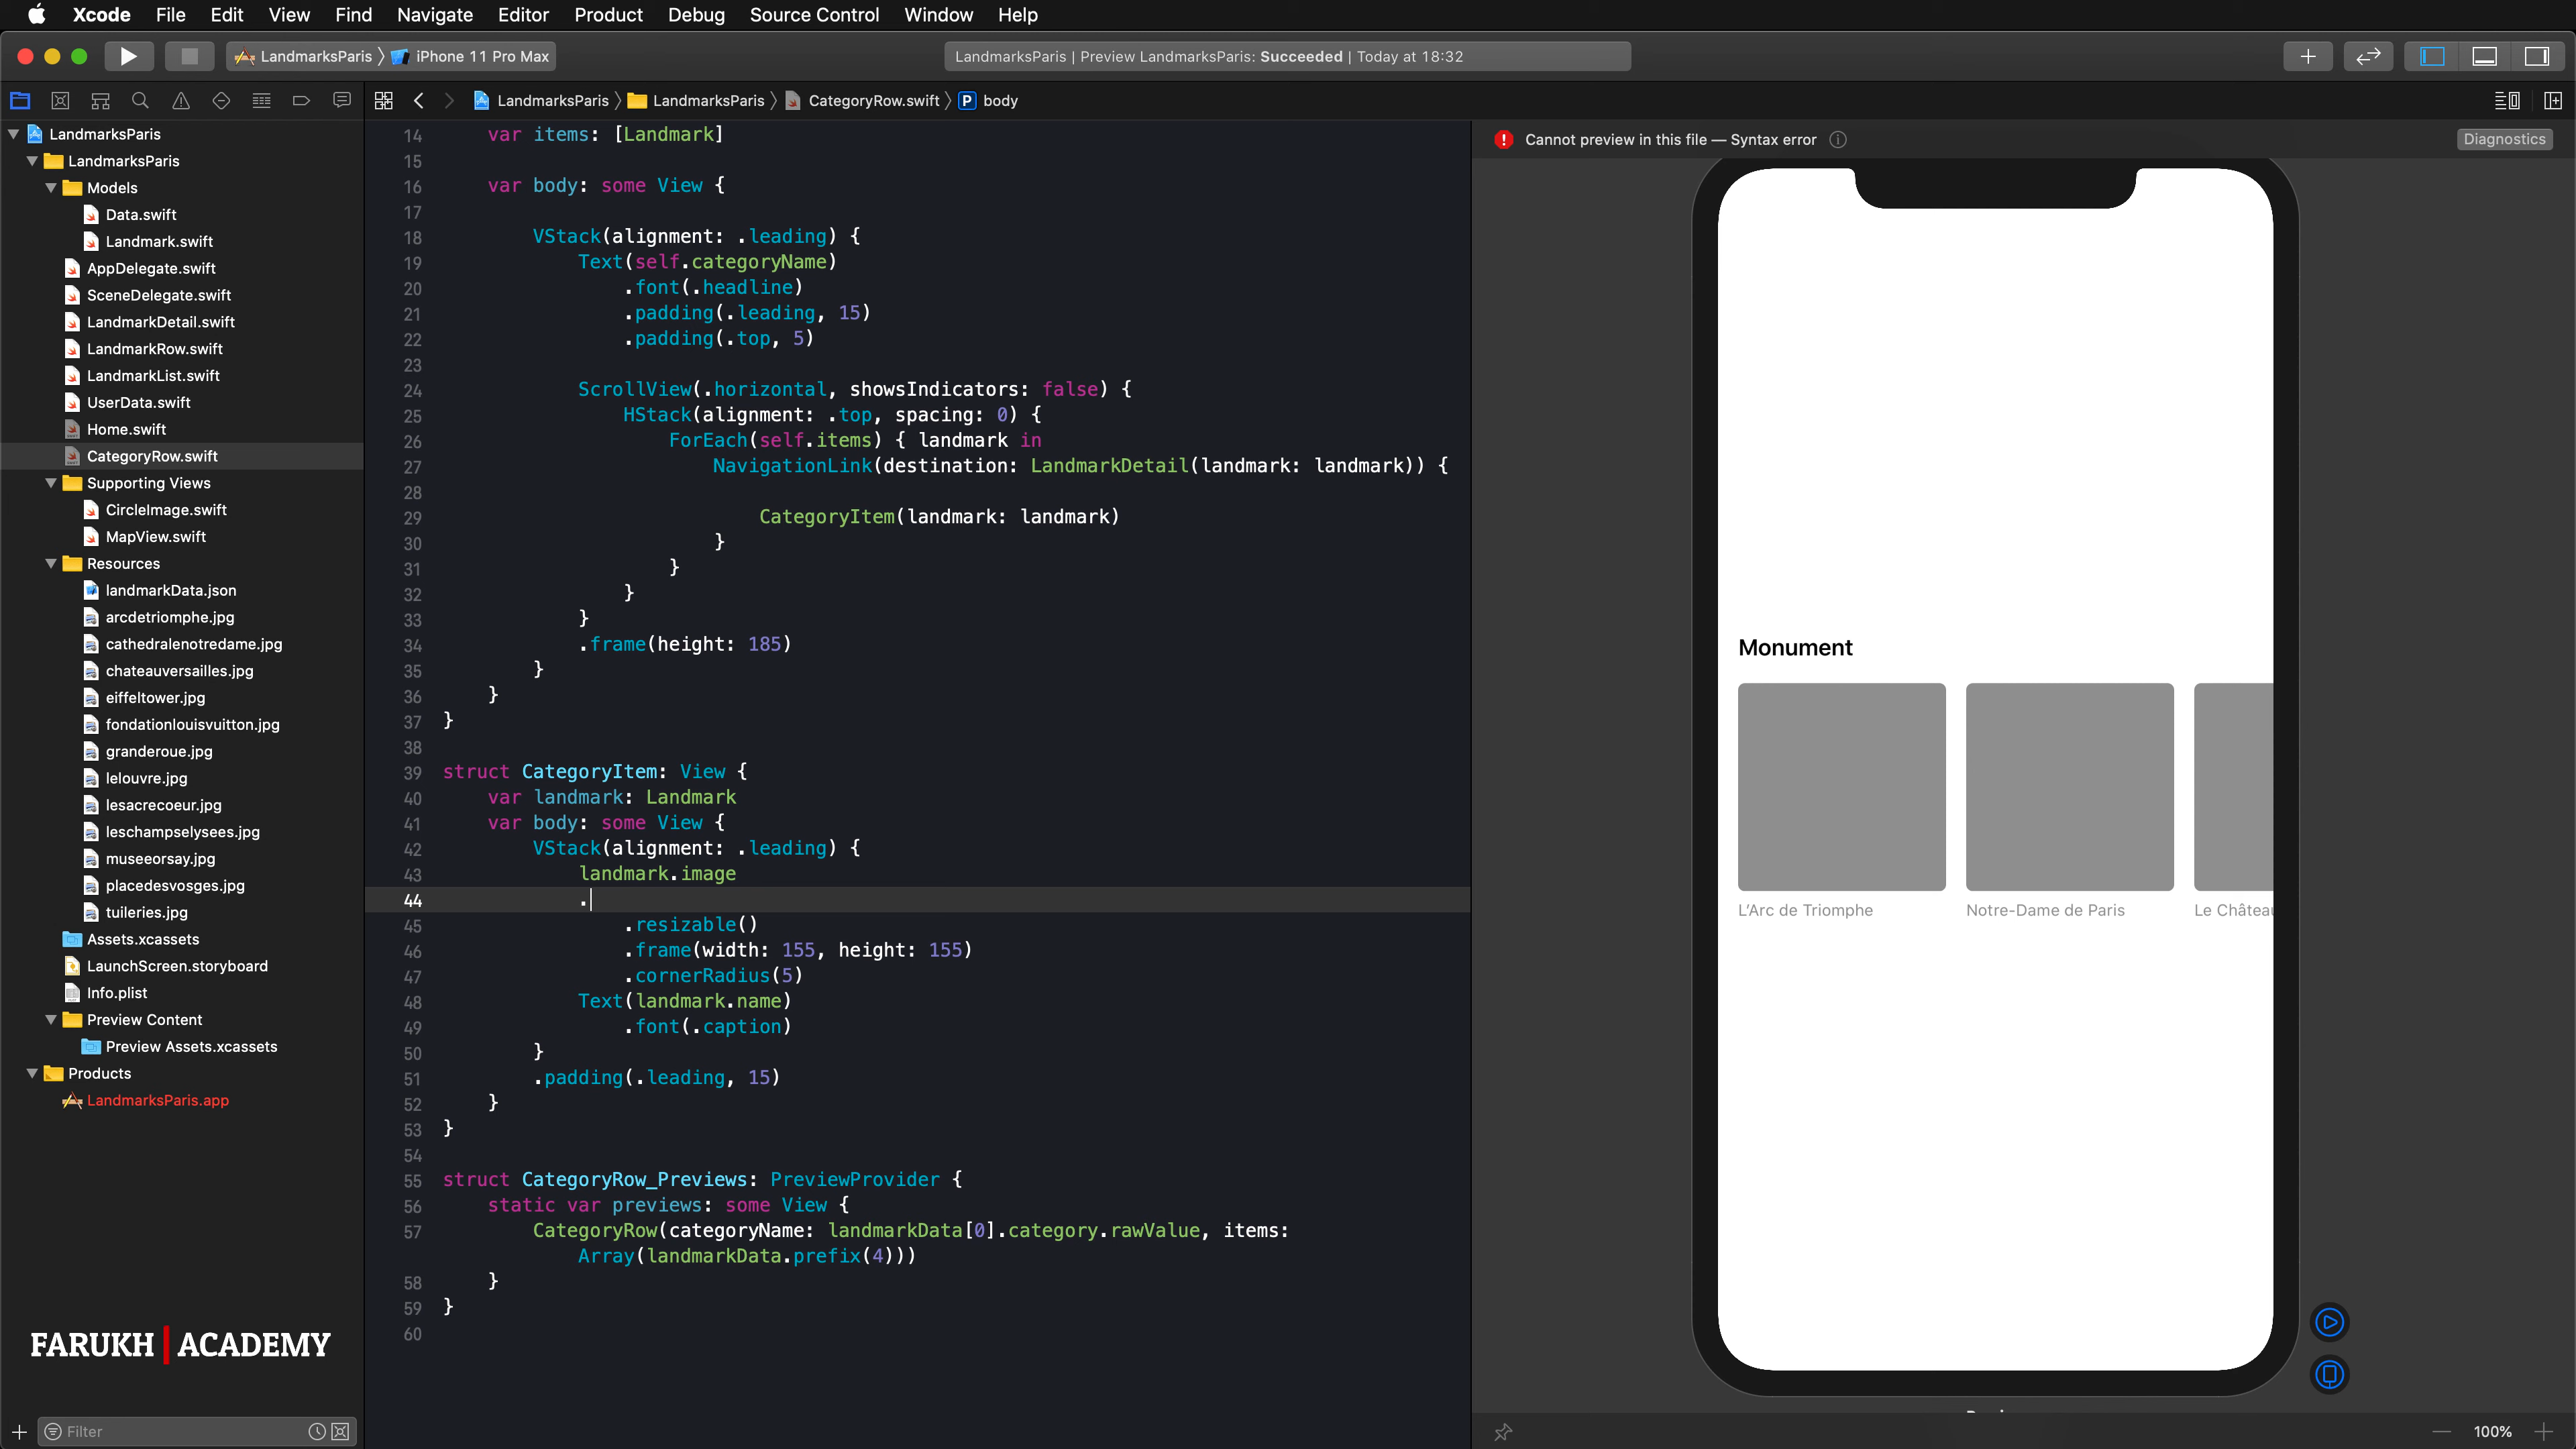 Xcode File Edit View Find Navigate Editor Product Debug Source Control Window Help
LandmarksParis iPhone 11 Pro Max
LandmarksParis | Preview LandmarksParis: Succeeded | Today at 18:32
LandmarksParis LandmarksParis CategoryRow.swift P body
LandmarksParis
LandmarksParis
Models
Data.swift
Landmark.swift
AppDelegate.swift
SceneDelegate.swift
LandmarkDetail.swift
LandmarkRow.swift
LandmarkList.swift
UserData.swift
Home.swift
CategoryRow.swift
Supporting Views
CircleImage.swift
MapView.swift
Resources
landmarkData.json
arcdetriomphe.jpg
cathedralenotredame.jpg
chateauversailles.jpg
eiffeltower.jpg
fondationlouisvuitton.jpg
granderoue.jpg
lelouvre.jpg
lesacrecoeur.jpg
leschampselysees.jpg
museeorsay.jpg
placedesvosges.jpg
tuileries.jpg
Assets.xcassets
LaunchScreen.storyboard
Info.plist
Preview Content
Preview Assets.xcassets
Products
LandmarksParis.app
FARUKH | ACADEMY
Filter
14 var items: [Landmark]
15
16 var body: some View {
17
18 VStack(alignment: .leading) {
19 Text(self.categoryName)
20 .font(.headline)
21 .padding(.leading, 15)
22 .padding(.top, 5)
23
24 ScrollView(.horizontal, showsIndicators: false) {
25 HStack(alignment: .top, spacing: 0) {
26 ForEach(self.items) { landmark in
27 NavigationLink(destination: LandmarkDetail(landmark: landmark)) {
28
29 CategoryItem(landmark: landmark)
30 }
31 }
32 }
33 }
34 .frame(height: 185)
35 }
36 }
37 }
38
39 struct CategoryItem: View {
40 var landmark: Landmark
41 var body: some View {
42 VStack(alignment: .leading) {
43 landmark.image
44 .
45 .resizable()
46 .frame(width: 155, height: 155)
47 .cornerRadius(5)
48 Text(landmark.name)
49 .font(.caption)
50 }
51 .padding(.leading, 15)
52 }
53 }
54
55 struct CategoryRow_Previews: PreviewProvider {
56 static var previews: some View {
57 CategoryRow(categoryName: landmarkData[0].category.rawValue, items:
Array(landmarkData.prefix(4)))
58 }
59 }
60
Cannot preview in this file — Syntax error
Diagnostics
Monument
L'Arc de Triomphe Notre-Dame de Paris Le Châtea
100%